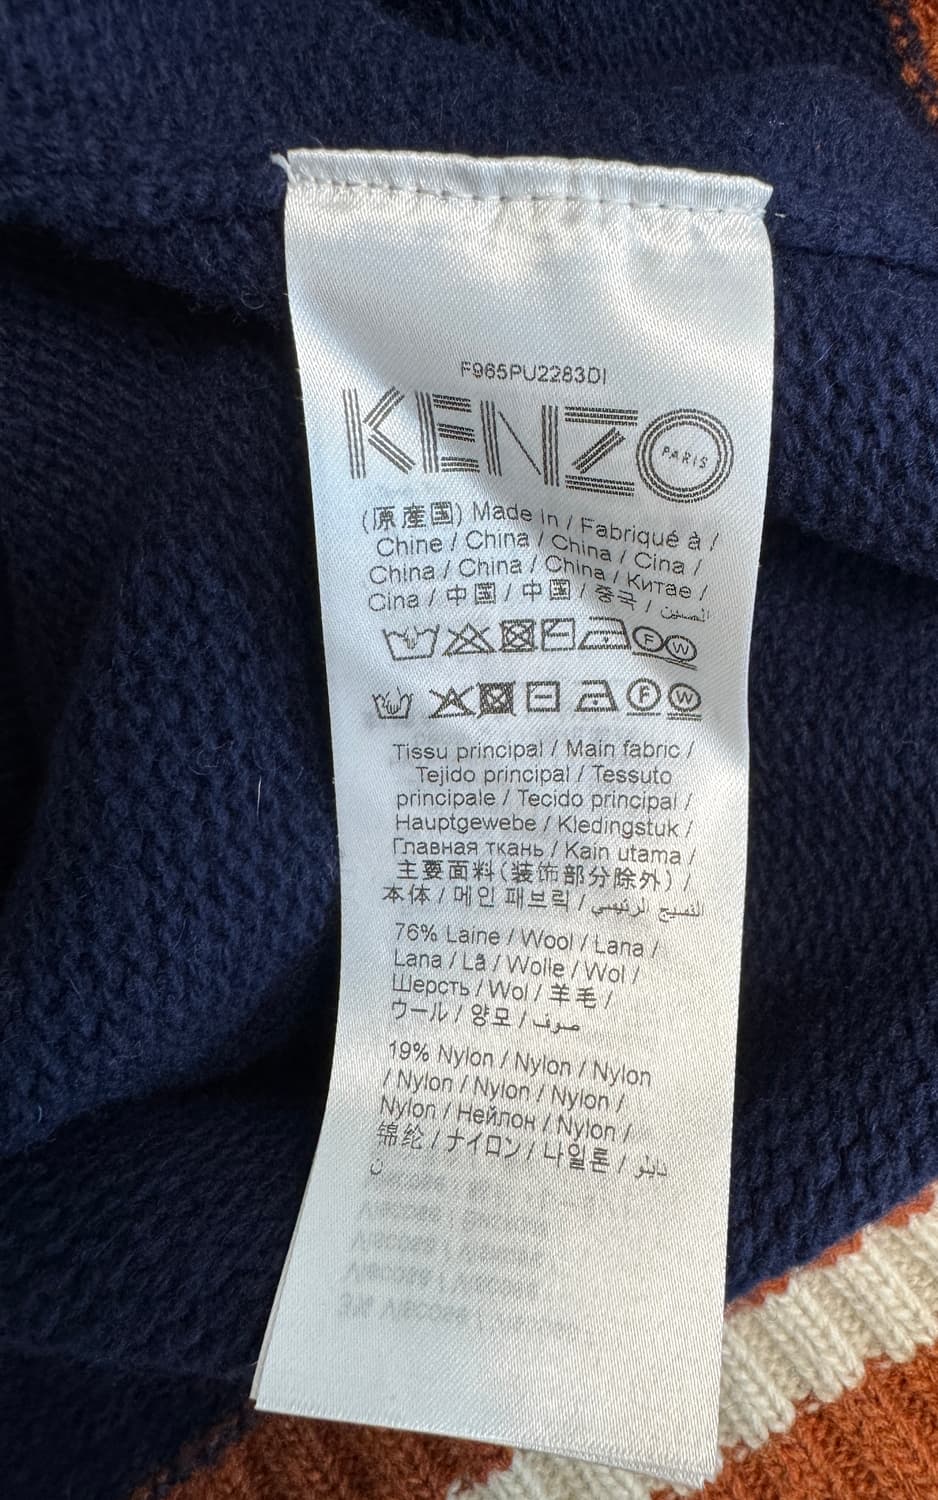 F965PU2283DI
KENZO
PARIS
(原産国) Made In / Fabriqué à /
Chine / China / China / Cina /
China / China / China / Китае /
Cina / 中国 / 中国 / 중국 / الصين
F W
F W
Tissu principal / Main fabric /
Tejido principal / Tessuto
principale / Tecido principal /
Hauptgewebe / Kledingstuk /
Главная ткань / Kain utama /
主要面料(装饰部分除外) /
本体 / 메인 패브릭 / النسيج الرئيسي
76% Laine / Wool / Lana /
Lana / Lã / Wolle / Wol /
Шерсть / Wol / 羊毛 /
ウール / 양모 / صوف
19% Nylon / Nylon / Nylon
/ Nylon / Nylon / Nylon /
Nylon / Нейлон / Nylon /
锦纶 / ナイロン / 나일론 / نايلو
ن